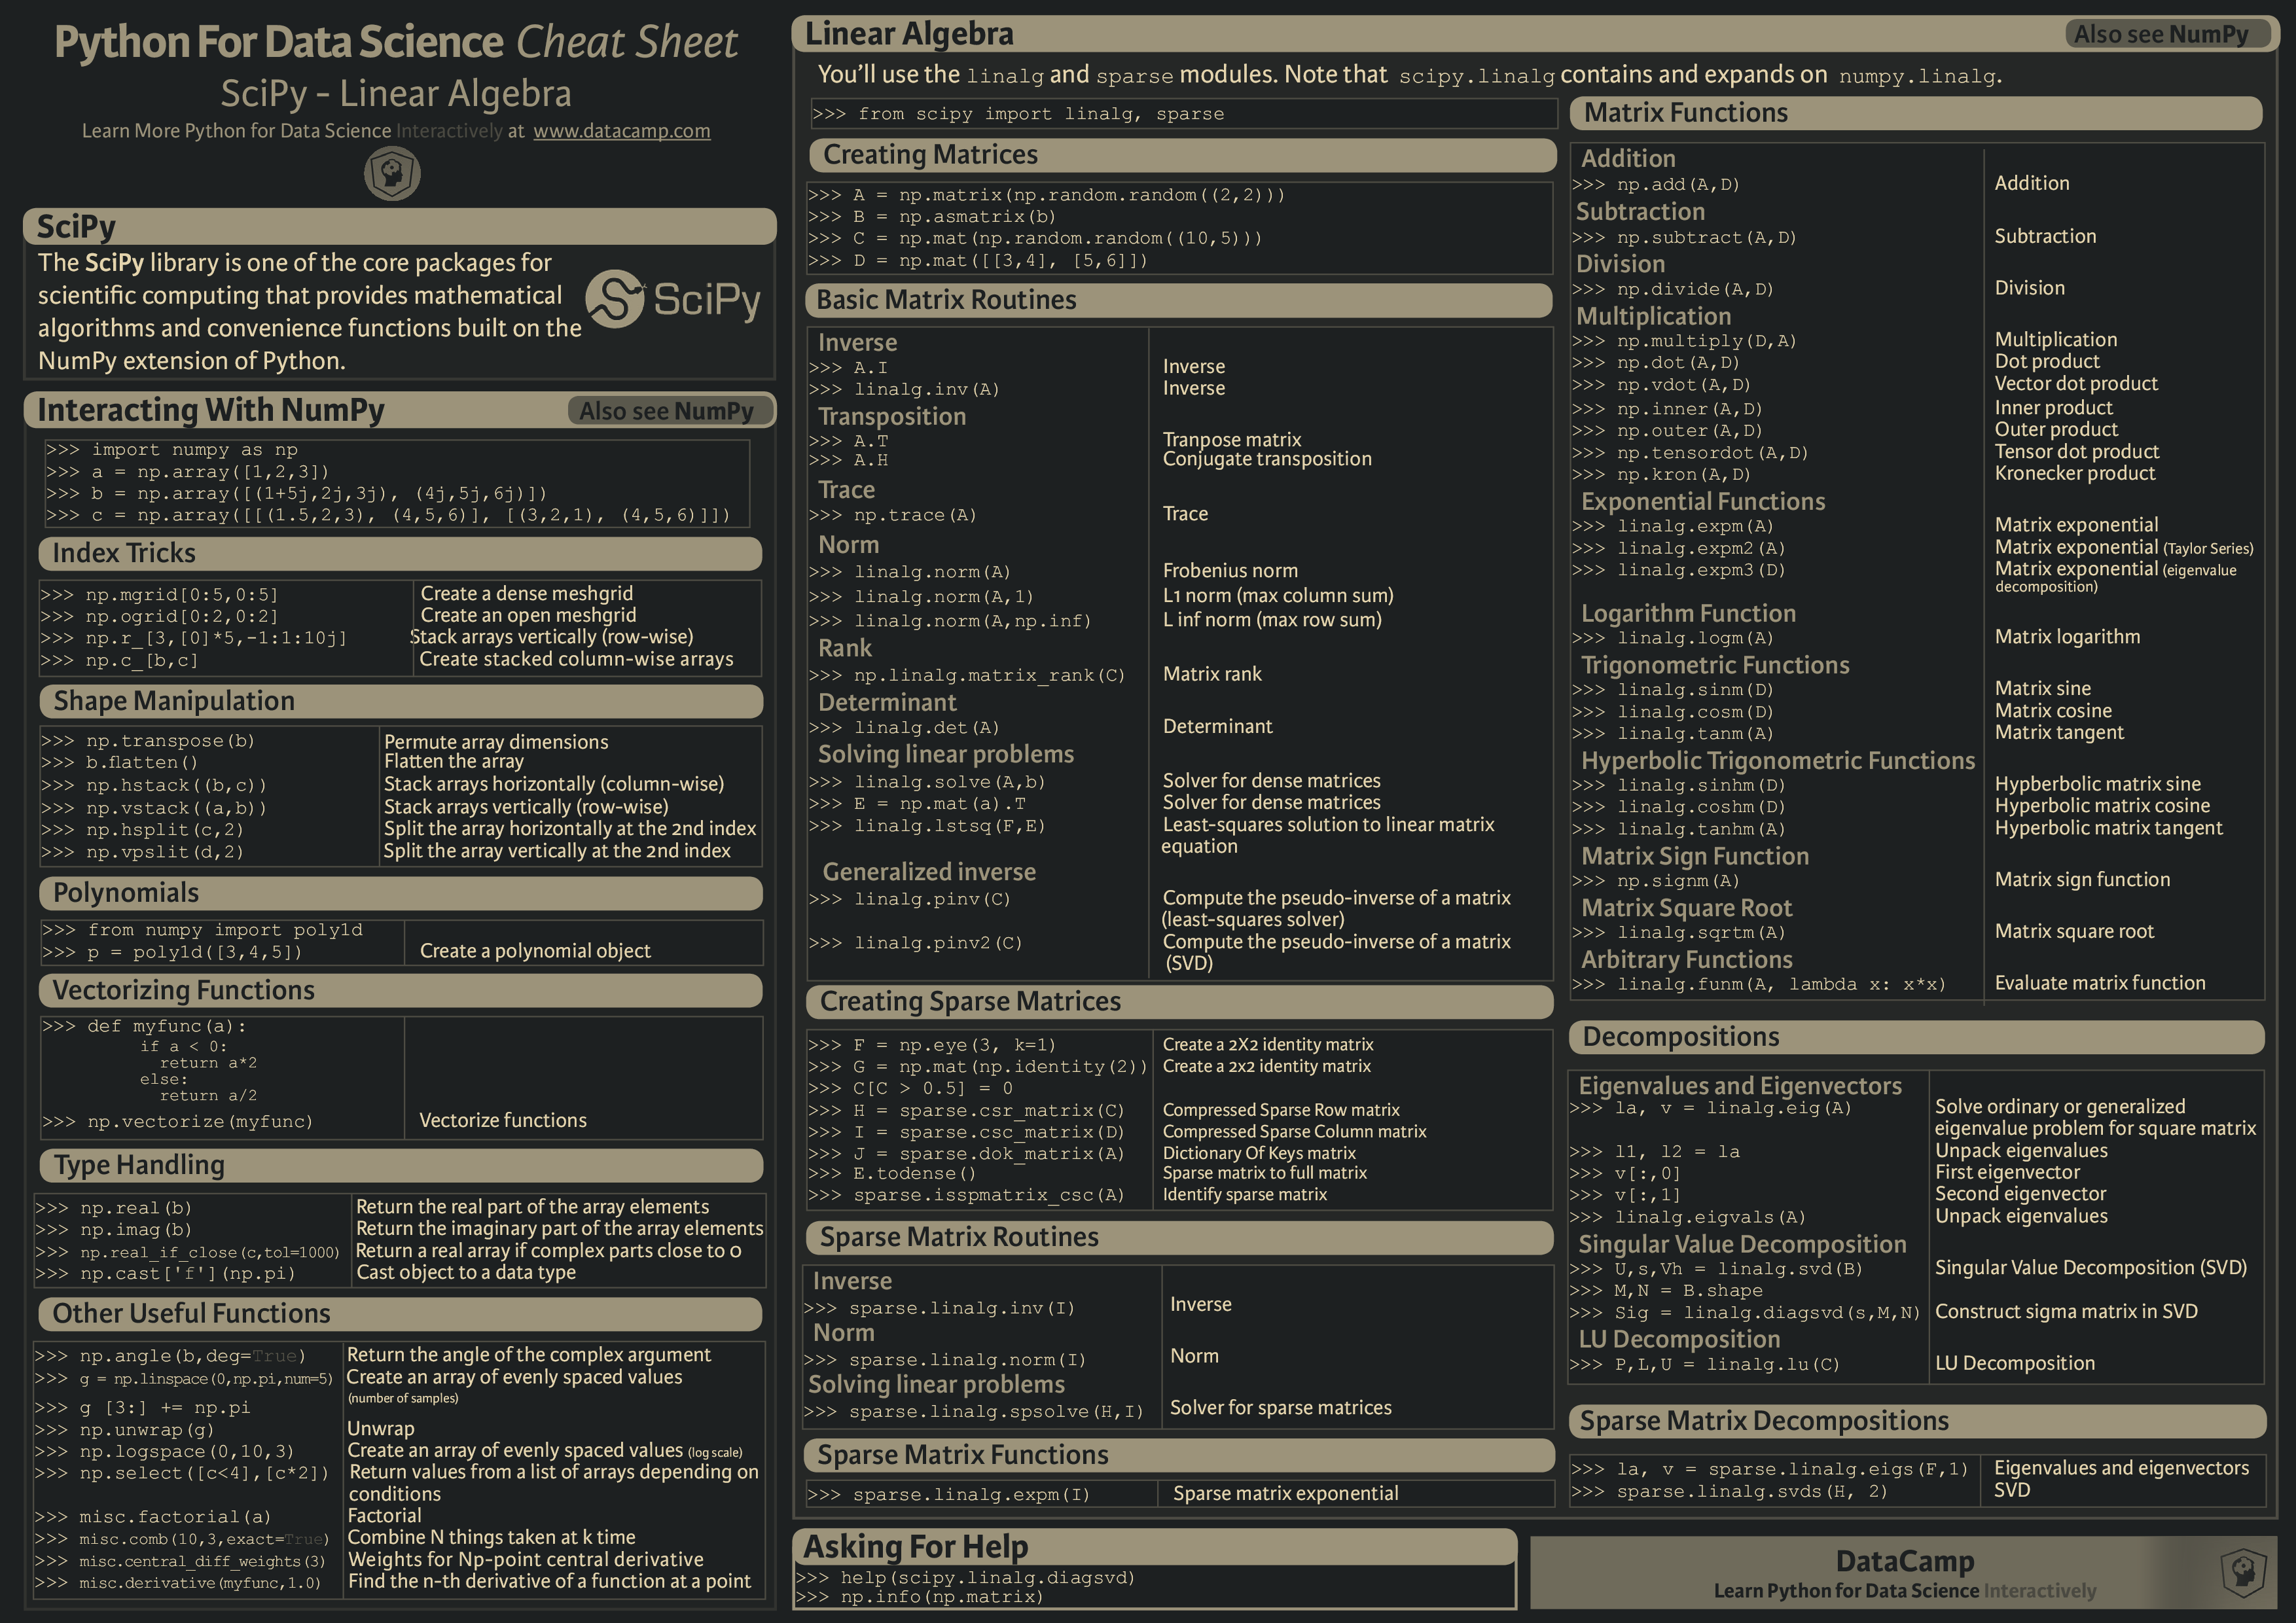 Python For Data Science Cheat Sheet
SciPy - Linear Algebra
Learn More Python for Data Science Interactively at www.datacamp.com
SciPy
The SciPy library is one of the core packages for
scientific computing that provides mathematical
algorithms and convenience functions built on the
NumPy extension of Python.
SciPy
Interacting With NumPy
Also see NumPy
>>> import numpy as np
>>> a = np.array([1,2,3])
>>> b = np.array([(1+5j,2j,3j), (4j,5j,6j)])
>>> c = np.array([[(1.5,2,3), (4,5,6)], [(3,2,1), (4,5,6)]])
Index Tricks
>>> np.mgrid[0:5,0:5] Create a dense meshgrid
>>> np.ogrid[0:2,0:2] Create an open meshgrid
>>> np.r_[3,[0]*5,-1:1:10j] Stack arrays vertically (row-wise)
>>> np.c_[b,c] Create stacked column-wise arrays
Shape Manipulation
>>> np.transpose(b) Permute array dimensions
>>> b.flatten() Flatten the array
>>> np.hstack((b,c)) Stack arrays horizontally (column-wise)
>>> np.vstack((a,b)) Stack arrays vertically (row-wise)
>>> np.hsplit(c,2) Split the array horizontally at the 2nd index
>>> np.vpslit(d,2) Split the array vertically at the 2nd index
Polynomials
>>> from numpy import poly1d
>>> p = poly1d([3,4,5]) Create a polynomial object
Vectorizing Functions
>>> def myfunc(a):
if a < 0:
return a*2
else:
return a/2
>>> np.vectorize(myfunc) Vectorize functions
Type Handling
>>> np.real(b) Return the real part of the array elements
>>> np.imag(b) Return the imaginary part of the array elements
>>> np.real_if_close(c,tol=1000) Return a real array if complex parts close to 0
>>> np.cast['f'](np.pi) Cast object to a data type
Other Useful Functions
>>> np.angle(b,deg=True) Return the angle of the complex argument
>>> g = np.linspace(0,np.pi,num=5) Create an array of evenly spaced values
(number of samples)
>>> g [3:] += np.pi
>>> np.unwrap(g) Unwrap
>>> np.logspace(0,10,3) Create an array of evenly spaced values (log scale)
>>> np.select([c<4],[c*2]) Return values from a list of arrays depending on
conditions
>>> misc.factorial(a) Factorial
>>> misc.comb(10,3,exact=True) Combine N things taken at k time
>>> misc.central_diff_weights(3) Weights for Np-point central derivative
>>> misc.derivative(myfunc,1.0) Find the n-th derivative of a function at a point
Linear Algebra
Also see NumPy
You'll use the linalg and sparse modules. Note that scipy.linalg contains and expands on numpy.linalg.
>>> from scipy import linalg, sparse
Creating Matrices
>>> A = np.matrix(np.random.random((2,2)))
>>> B = np.asmatrix(b)
>>> C = np.mat(np.random.random((10,5)))
>>> D = np.mat([[3,4], [5,6]])
Basic Matrix Routines
Inverse
>>> A.I Inverse
>>> linalg.inv(A) Inverse
Transposition
>>> A.T Tranpose matrix
>>> A.H Conjugate transposition
Trace
>>> np.trace(A) Trace
Norm
>>> linalg.norm(A) Frobenius norm
>>> linalg.norm(A,1) L1 norm (max column sum)
>>> linalg.norm(A,np.inf) L inf norm (max row sum)
Rank
>>> np.linalg.matrix_rank(C) Matrix rank
Determinant
>>> linalg.det(A) Determinant
Solving linear problems
>>> linalg.solve(A,b) Solver for dense matrices
>>> E = np.mat(a).T Solver for dense matrices
>>> linalg.lstsq(F,E) Least-squares solution to linear matrix
equation
Generalized inverse
>>> linalg.pinv(C) Compute the pseudo-inverse of a matrix
(least-squares solver)
>>> linalg.pinv2(C) Compute the pseudo-inverse of a matrix
(SVD)
Creating Sparse Matrices
>>> F = np.eye(3, k=1) Create a 2X2 identity matrix
>>> G = np.mat(np.identity(2)) Create a 2x2 identity matrix
>>> C[C > 0.5] = 0
>>> H = sparse.csr_matrix(C) Compressed Sparse Row matrix
>>> I = sparse.csc_matrix(D) Compressed Sparse Column matrix
>>> J = sparse.dok_matrix(A) Dictionary Of Keys matrix
>>> E.todense() Sparse matrix to full matrix
>>> sparse.isspmatrix_csc(A) Identify sparse matrix
Sparse Matrix Routines
Inverse
>>> sparse.linalg.inv(I) Inverse
Norm
>>> sparse.linalg.norm(I) Norm
Solving linear problems
>>> sparse.linalg.spsolve(H,I) Solver for sparse matrices
Sparse Matrix Functions
>>> sparse.linalg.expm(I) Sparse matrix exponential
Matrix Functions
Addition
>>> np.add(A,D) Addition
Subtraction
>>> np.subtract(A,D) Subtraction
Division
>>> np.divide(A,D) Division
Multiplication
>>> np.multiply(D,A) Multiplication
>>> np.dot(A,D) Dot product
>>> np.vdot(A,D) Vector dot product
>>> np.inner(A,D) Inner product
>>> np.outer(A,D) Outer product
>>> np.tensordot(A,D) Tensor dot product
>>> np.kron(A,D) Kronecker product
Exponential Functions
>>> linalg.expm(A) Matrix exponential
>>> linalg.expm2(A) Matrix exponential (Taylor Series)
>>> linalg.expm3(D) Matrix exponential (eigenvalue
decomposition)
Logarithm Function
>>> linalg.logm(A) Matrix logarithm
Trigonometric Functions
>>> linalg.sinm(D) Matrix sine
>>> linalg.cosm(D) Matrix cosine
>>> linalg.tanm(A) Matrix tangent
Hyperbolic Trigonometric Functions
>>> linalg.sinhm(D) Hypberbolic matrix sine
>>> linalg.coshm(D) Hyperbolic matrix cosine
>>> linalg.tanhm(A) Hyperbolic matrix tangent
Matrix Sign Function
>>> np.signm(A) Matrix sign function
Matrix Square Root
>>> linalg.sqrtm(A) Matrix square root
Arbitrary Functions
>>> linalg.funm(A, lambda x: x*x) Evaluate matrix function
Decompositions
Eigenvalues and Eigenvectors
>>> la, v = linalg.eig(A) Solve ordinary or generalized
eigenvalue problem for square matrix
>>> l1, l2 = la Unpack eigenvalues
>>> v[:,0] First eigenvector
>>> v[:,1] Second eigenvector
>>> linalg.eigvals(A) Unpack eigenvalues
Singular Value Decomposition
>>> U,s,Vh = linalg.svd(B) Singular Value Decomposition (SVD)
>>> M,N = B.shape
>>> Sig = linalg.diagsvd(s,M,N) Construct sigma matrix in SVD
LU Decomposition
>>> P,L,U = linalg.lu(C) LU Decomposition
Sparse Matrix Decompositions
>>> la, v = sparse.linalg.eigs(F,1) Eigenvalues and eigenvectors
>>> sparse.linalg.svds(H, 2) SVD
Asking For Help
>>> help(scipy.linalg.diagsvd)
>>> np.info(np.matrix)
DataCamp
Learn Python for Data Science Interactively